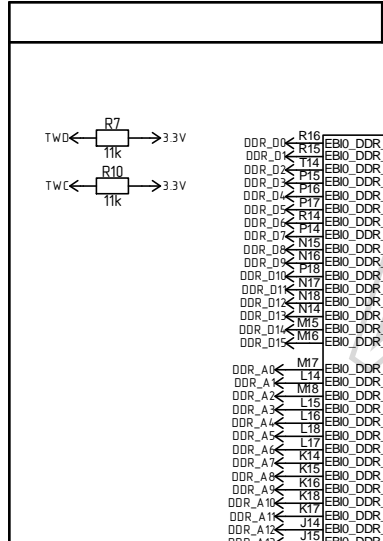 R7
TWD 3.3V
11k
R10
TWC 3.3V
11k
DDR_D0 R16 EBI0_DDR_
DDR_D1 R15 EBI0_DDR_
DDR_D2 T14 EBI0_DDR_
DDR_D3 P15 EBI0_DDR_
DDR_D4 P16 EBI0_DDR_
DDR_D5 P17 EBI0_DDR_
DDR_D6 R14 EBI0_DDR_
DDR_D7 P14 EBI0_DDR_
DDR_D8 N15 EBI0_DDR_
DDR_D9 N16 EBI0_DDR_
DDR_D10 P18 EBI0_DDR_
DDR_D11 N17 EBI0_DDR_
DDR_D12 N18 EBI0_DDR_
DDR_D13 N14 EBI0_DDR_
DDR_D14 M15 EBI0_DDR_
DDR_D15 M16 EBI0_DDR_
DDR_A0 M17 EBI0_DDR_
DDR_A1 L14 EBI0_DDR_
DDR_A2 M18 EBI0_DDR_
DDR_A3 L15 EBI0_DDR_
DDR_A4 L16 EBI0_DDR_
DDR_A5 L18 EBI0_DDR_
DDR_A6 L17 EBI0_DDR_
DDR_A7 K14 EBI0_DDR_
DDR_A8 K15 EBI0_DDR_
DDR_A9 K16 EBI0_DDR_
DDR_A10 K18 EBI0_DDR_
DDR_A11 K17 EBI0_DDR_
DDR_A12 J14 EBI0_DDR_
DDR_A13 J15 EBI0_DDR_